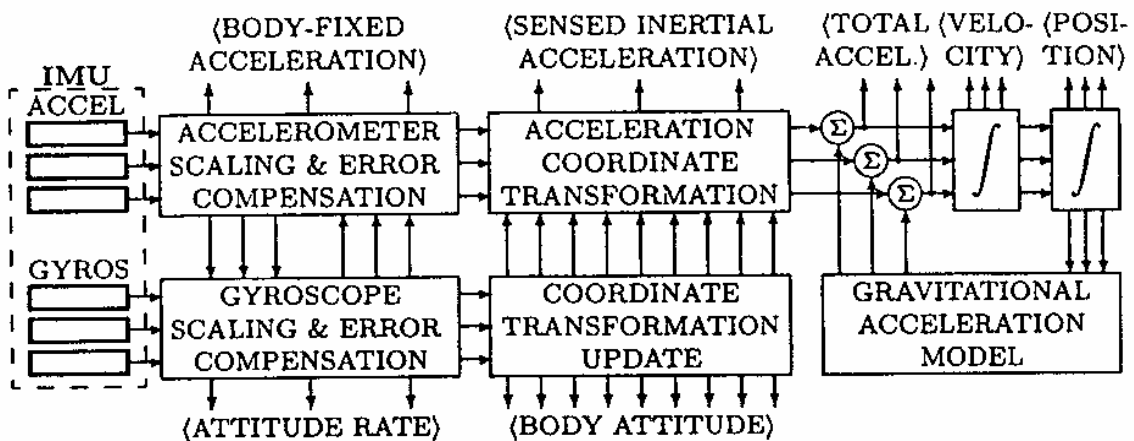 ⟨BODY-FIXED
ACCELERATION⟩
⟨SENSED INERTIAL
ACCELERATION⟩
⟨TOTAL
ACCEL.⟩
⟨VELO-
CITY⟩
⟨POSI-
TION⟩
IMU
ACCEL
ACCELEROMETER
SCALING & ERROR
COMPENSATION
ACCELERATION
COORDINATE
TRANSFORMATION
Σ
Σ
Σ
∫
∫
GYROS
GYROSCOPE
SCALING & ERROR
COMPENSATION
COORDINATE
TRANSFORMATION
UPDATE
GRAVITATIONAL
ACCELERATION
MODEL
⟨ATTITUDE RATE⟩
⟨BODY ATTITUDE⟩